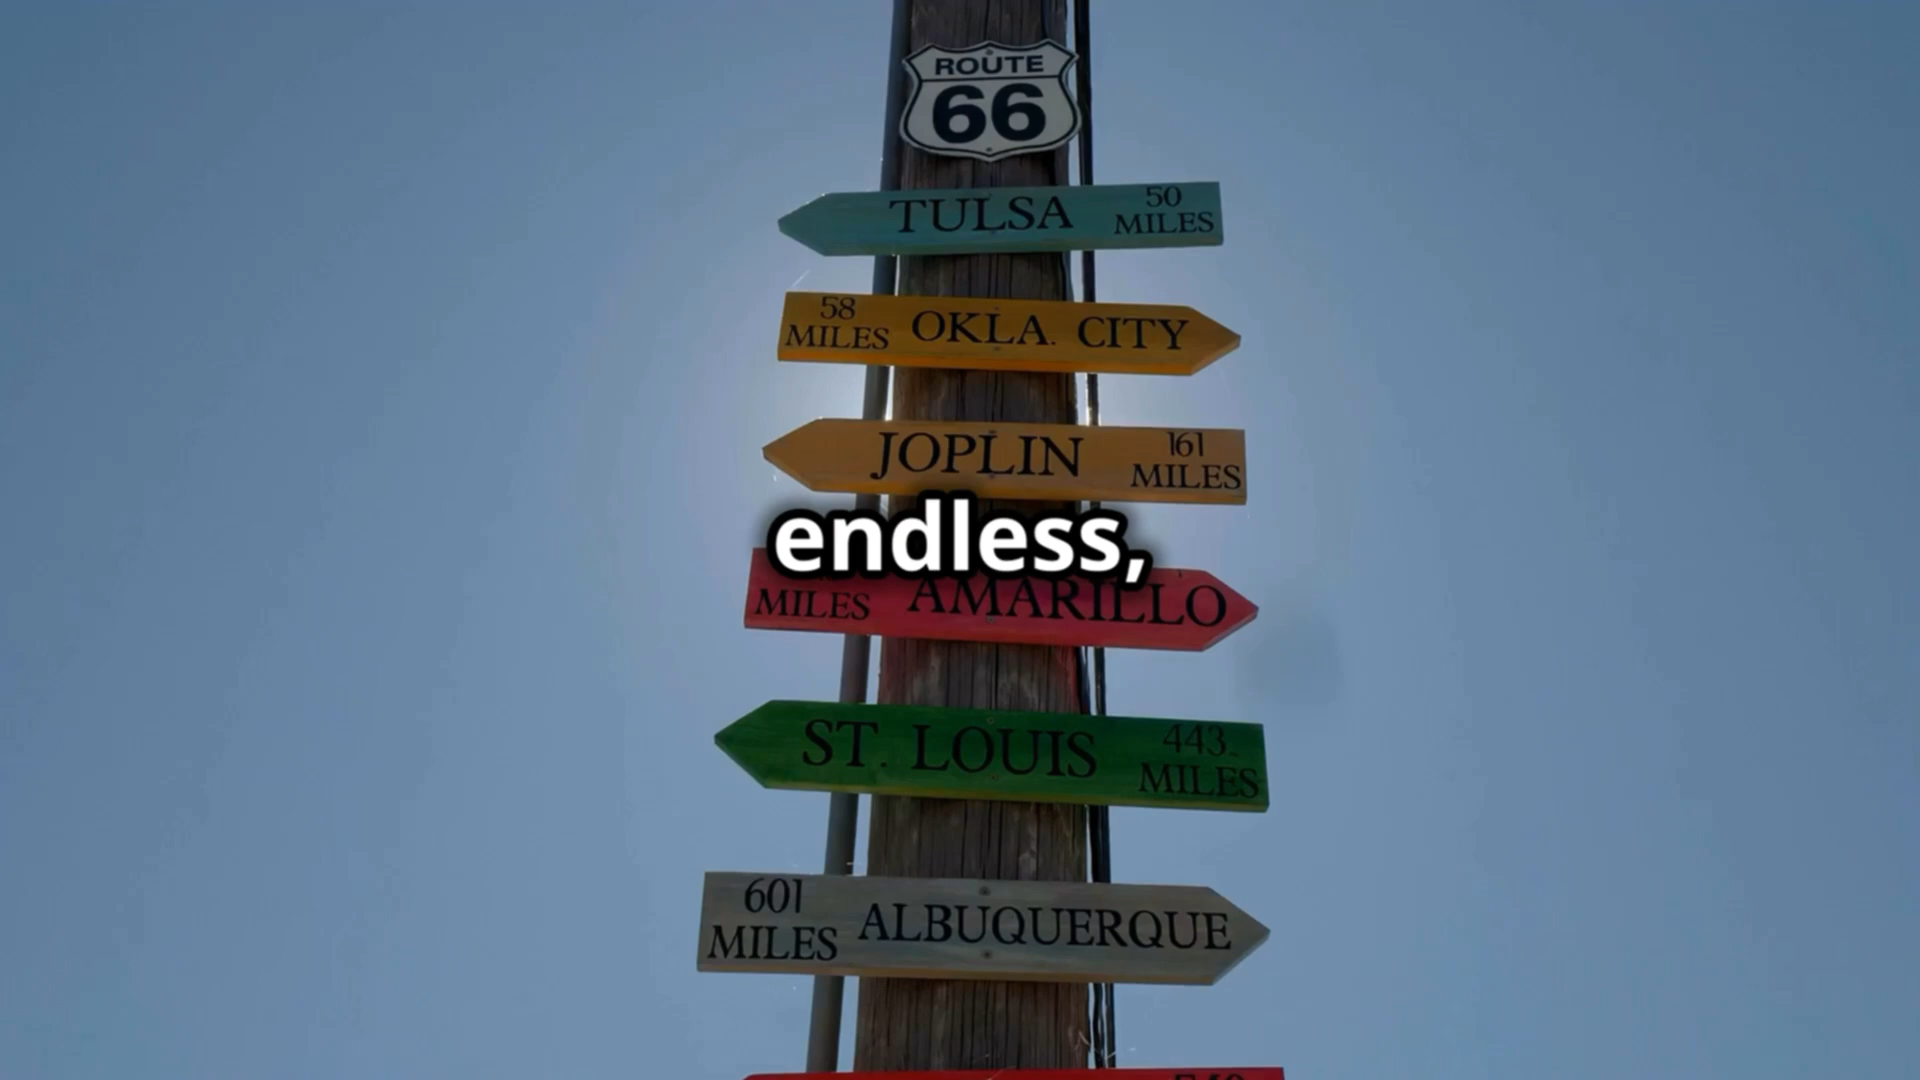 ROUTE
66
TULSA
50
MILES
58
MILES
OKLA. CITY
JOPLIN
161
MILES
endless,
MILES
AMARILLO
ST. LOUIS
443
MILES
601
MILES
ALBUQUERQUE